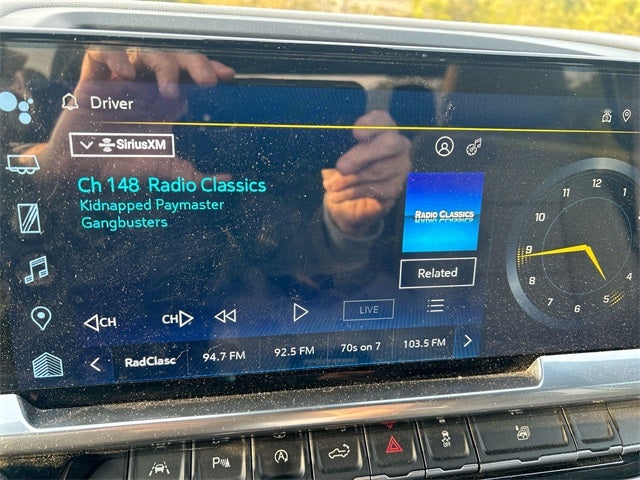 Driver
SiriusXM
Ch 148 Radio Classics
Kidnapped Paymaster
Gangbusters
RADIO CLASSICS
Related
CH
CH
LIVE
RadClasc
94.7 FM
92.5 FM
70s on 7
103.5 FM
12
1
10
9
8
7
6
5
4
P
A